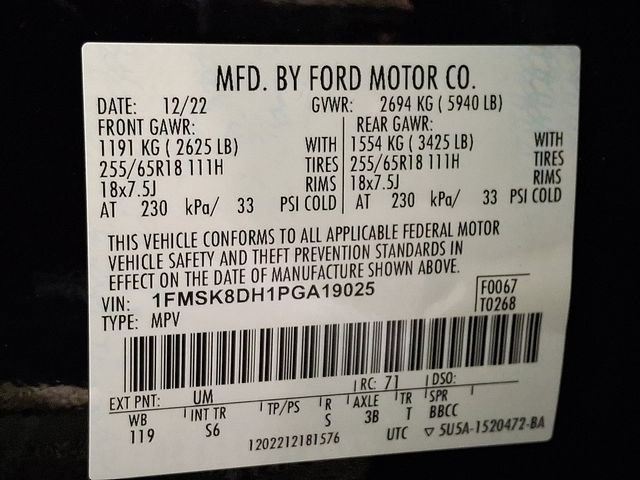 MFD. BY FORD MOTOR CO.
DATE: 12/22 GVWR: 2694 KG ( 5940 LB)
FRONT GAWR: REAR GAWR:
1191 KG ( 2625 LB) WITH 1554 KG ( 3425 LB) WITH
255/65R18 111H TIRES 255/65R18 111H TIRES
18x7.5J RIMS 18x7.5J RIMS
AT 230 kPa/ 33 PSI COLD AT 230 kPa/ 33 PSI COLD
THIS VEHICLE CONFORMS TO ALL APPLICABLE FEDERAL MOTOR
VEHICLE SAFETY AND THEFT PREVENTION STANDARDS IN
EFFECT ON THE DATE OF MANUFACTURE SHOWN ABOVE.
VIN: 1FMSK8DH1PGA19025 F0067
TYPE: MPV T0268
EXT PNT: UM RC: 71 DSO:
WB INT TR TP/PS R AXLE TR SPR
119 S6 S 3B T BBCC
1202212181576 UTC ▽ 5U5A-1520472-BA